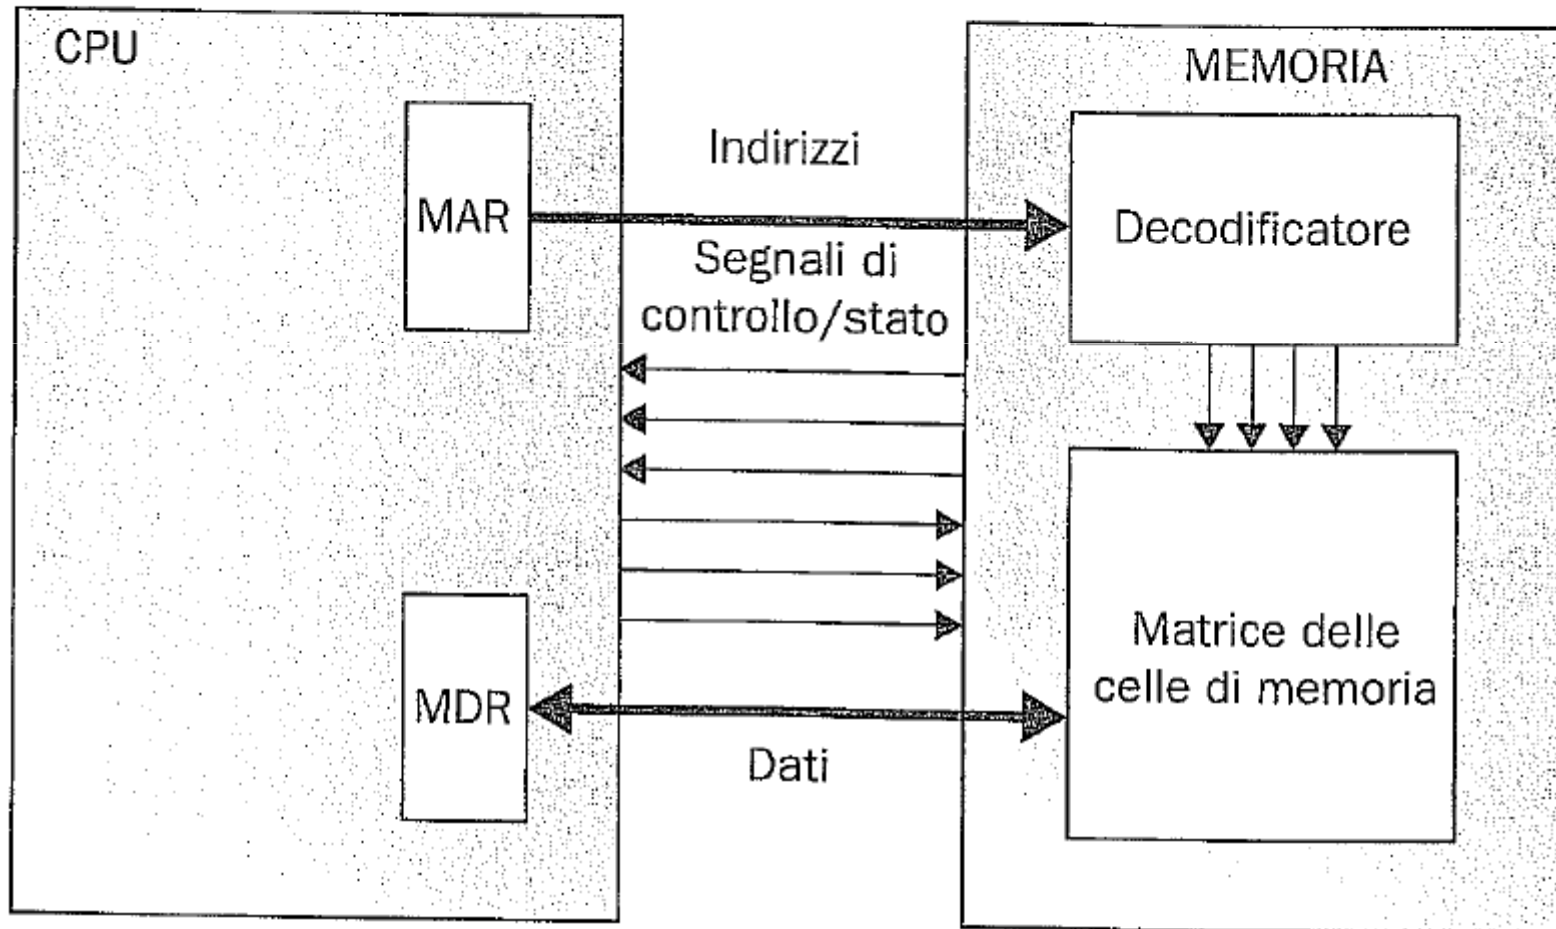 CPU
MEMORIA
MAR
Indirizzi
Decodificatore
Segnali di
controllo/stato
MDR
Dati
Matrice delle
celle di memoria